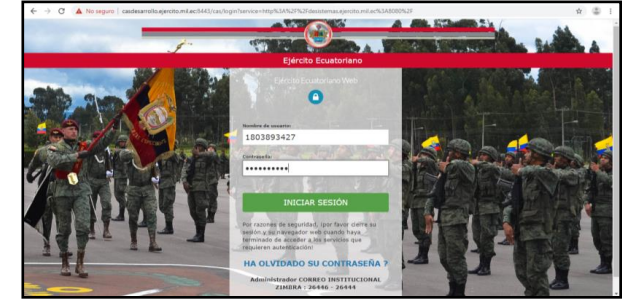 No seguro | casdesarrollo.ejercito.mil.ec:5443/cas/login?service=http%3A%2F%2Fdesistemas.ejercito.mil.ec%3A8080%2F
Ejército Ecuatoriano
Ejército Ecuatoriano Web
Nombre de usuario:
1803893427
Contraseña:
••••••••••
INICIAR SESIÓN
Por razones de seguridad, ¡por favor cierre su
sesión y su navegador web cuando haya
terminado de acceder a los servicios que
requieren autenticación!
HA OLVIDADO SU CONTRASEÑA ?
Administrador CORREO INSTITUCIONAL
ZIMBRA : 26446 - 26444